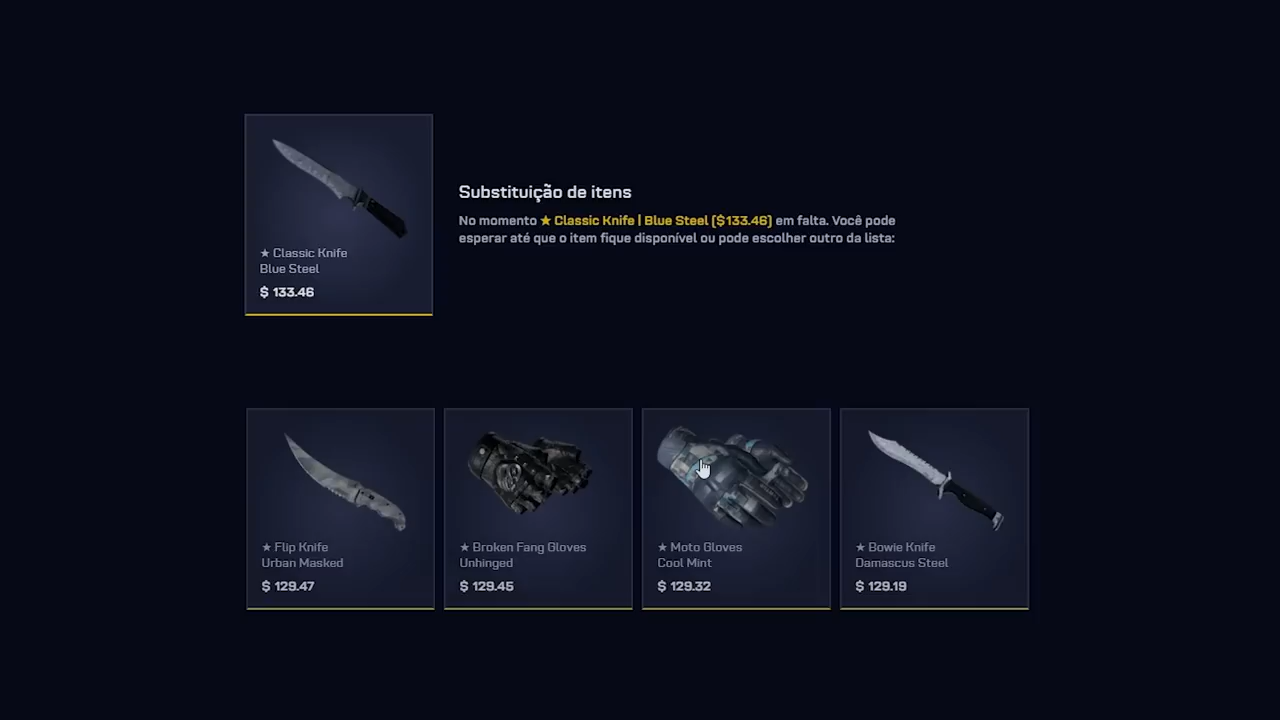 ★ Classic Knife
Blue Steel
$ 133.46
Substituição de itens
No momento ★ Classic Knife | Blue Steel ($133.46) em falta. Você pode
esperar até que o item fique disponível ou pode escolher outro da lista:
★ Flip Knife
Urban Masked
$ 129.47
★ Broken Fang Gloves
Unhinged
$ 129.45
★ Moto Gloves
Cool Mint
$ 129.32
★ Bowie Knife
Damascus Steel
$ 129.19